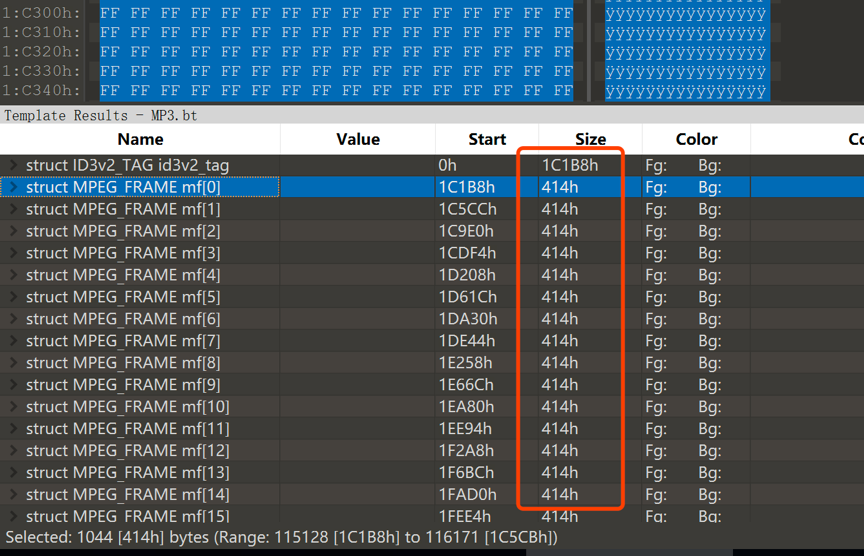 1:C300h: FF FF FF FF FF FF FF FF FF FF FF FF FF FF FF FF ÿÿÿÿÿÿÿÿÿÿÿÿÿÿÿÿ
1:C310h: FF FF FF FF FF FF FF FF FF FF FF FF FF FF FF FF ÿÿÿÿÿÿÿÿÿÿÿÿÿÿÿÿ
1:C320h: FF FF FF FF FF FF FF FF FF FF FF FF FF FF FF FF ÿÿÿÿÿÿÿÿÿÿÿÿÿÿÿÿ
1:C330h: FF FF FF FF FF FF FF FF FF FF FF FF FF FF FF FF ÿÿÿÿÿÿÿÿÿÿÿÿÿÿÿÿ
1:C340h: FF FF FF FF FF FF FF FF FF FF FF FF FF FF FF FF ÿÿÿÿÿÿÿÿÿÿÿÿÿÿÿÿ
Template Results - MP3.bt
Name Value Start Size Color Co
struct ID3v2_TAG id3v2_tag 0h 1C1B8h Fg: Bg:
struct MPEG_FRAME mf[0] 1C1B8h 414h Fg: Bg:
struct MPEG_FRAME mf[1] 1C5CCh 414h Fg: Bg:
struct MPEG_FRAME mf[2] 1C9E0h 414h Fg: Bg:
struct MPEG_FRAME mf[3] 1CDF4h 414h Fg: Bg:
struct MPEG_FRAME mf[4] 1D208h 414h Fg: Bg:
struct MPEG_FRAME mf[5] 1D61Ch 414h Fg: Bg:
struct MPEG_FRAME mf[6] 1DA30h 414h Fg: Bg:
struct MPEG_FRAME mf[7] 1DE44h 414h Fg: Bg:
struct MPEG_FRAME mf[8] 1E258h 414h Fg: Bg:
struct MPEG_FRAME mf[9] 1E66Ch 414h Fg: Bg:
struct MPEG_FRAME mf[10] 1EA80h 414h Fg: Bg:
struct MPEG_FRAME mf[11] 1EE94h 414h Fg: Bg:
struct MPEG_FRAME mf[12] 1F2A8h 414h Fg: Bg:
struct MPEG_FRAME mf[13] 1F6BCh 414h Fg: Bg:
struct MPEG_FRAME mf[14] 1FAD0h 414h Fg: Bg:
struct MPEG_FRAME mf[15] 1FEE4h 414h Fg: Bg:
Selected: 1044 [414h] bytes (Range: 115128 [1C1B8h] to 116171 [1C5CBh])